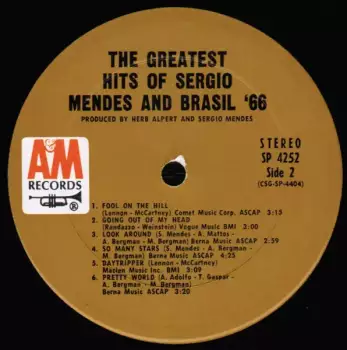 THE GREATEST
HITS OF SERGIO
MENDES AND BRASIL '66
PRODUCED BY HERB ALPERT AND SERGIO MENDES
A&M
RECORDS
STEREO
SP 4252
Side 2
(CSG-SP-4404)
1. FOOL ON THE HILL
(Lennon - McCartney) Comet Music Corp. ASCAP 3:15
2. GOING OUT OF MY HEAD
(Randazzo - Weinstein) Vogue Music BMI 3:00
3. LOOK AROUND (S. Mendes - A. Mattos -
A. Bergman - M. Bergman) Berna Music ASCAP 2:59
4. SO MANY STARS (S. Mendes - A. Bergman -
M. Bergman) Berna Music ASCAP 4:25
5. DAYTRIPPER (Lennon - McCartney)
Maclen Music Inc. BMI 3:09
6. PRETTY WORLD (A. Adolfo - T. Gaspar -
A. Bergman - M. Bergman)
Berna Music ASCAP 3:20